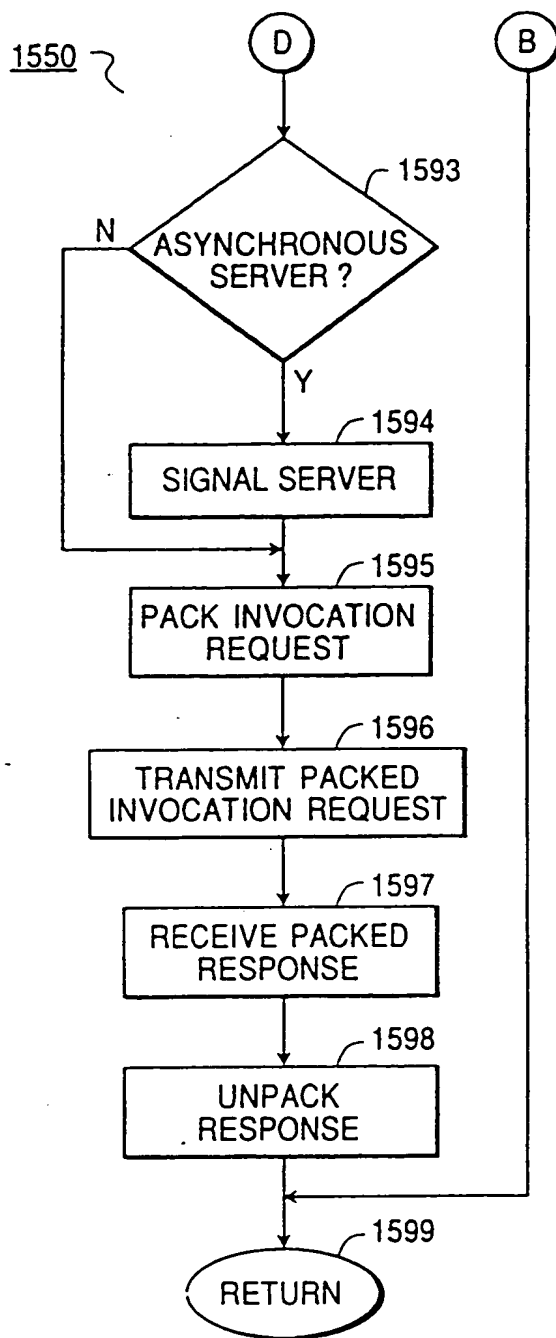 D
B
1550
1593
N
ASYNCHRONOUS
SERVER ?
Y
1594
SIGNAL SERVER
1595
PACK INVOCATION
REQUEST
1596
TRANSMIT PACKED
INVOCATION REQUEST
1597
RECEIVE PACKED
RESPONSE
1598
UNPACK
RESPONSE
1599
RETURN